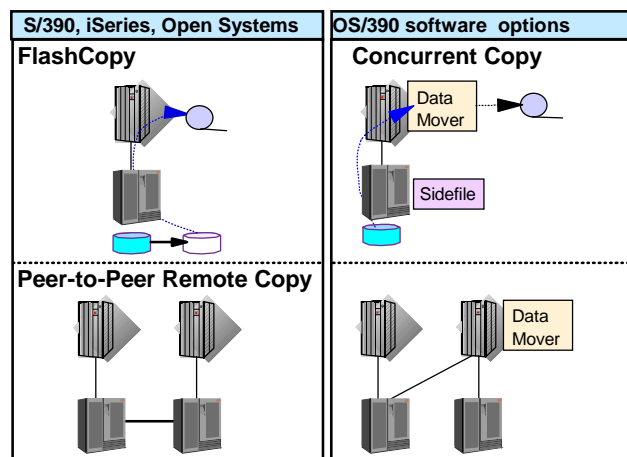 S/390, iSeries, Open Systems
OS/390 software options
FlashCopy
Concurrent Copy
Data
Mover
Sidefile
Peer-to-Peer Remote Copy
Data
Mover